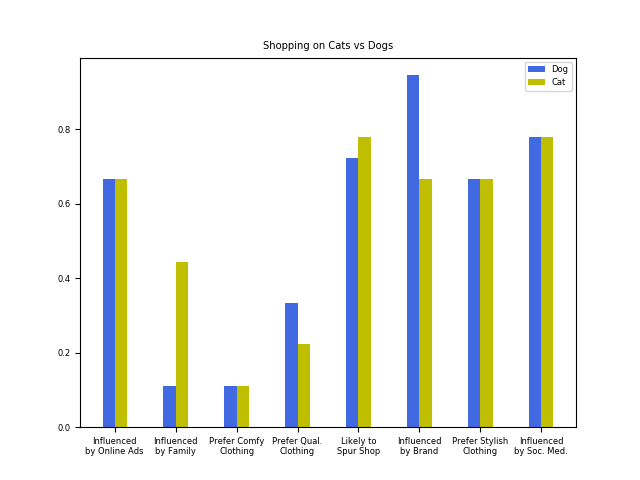 Shopping on Cats vs Dogs
Dog
Cat
0.8
0.6
0.4
0.2
0.0
Influenced
by Online Ads
Influenced
by Family
Prefer Comfy
Clothing
Prefer Qual.
Clothing
Likely to
Spur Shop
Influenced
by Brand
Prefer Stylish
Clothing
Influenced
by Soc. Med.